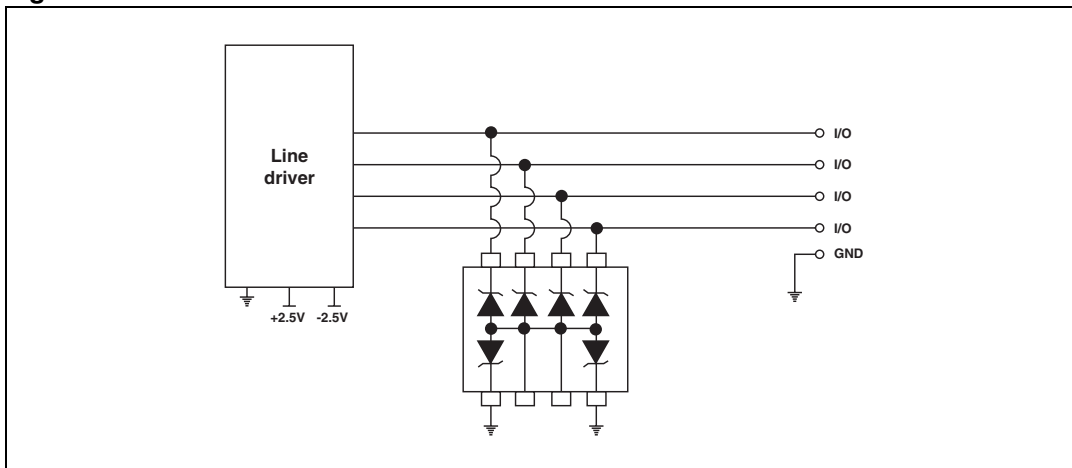 Line
driver
I/O
I/O
I/O
I/O
GND
+2.5V -2.5V